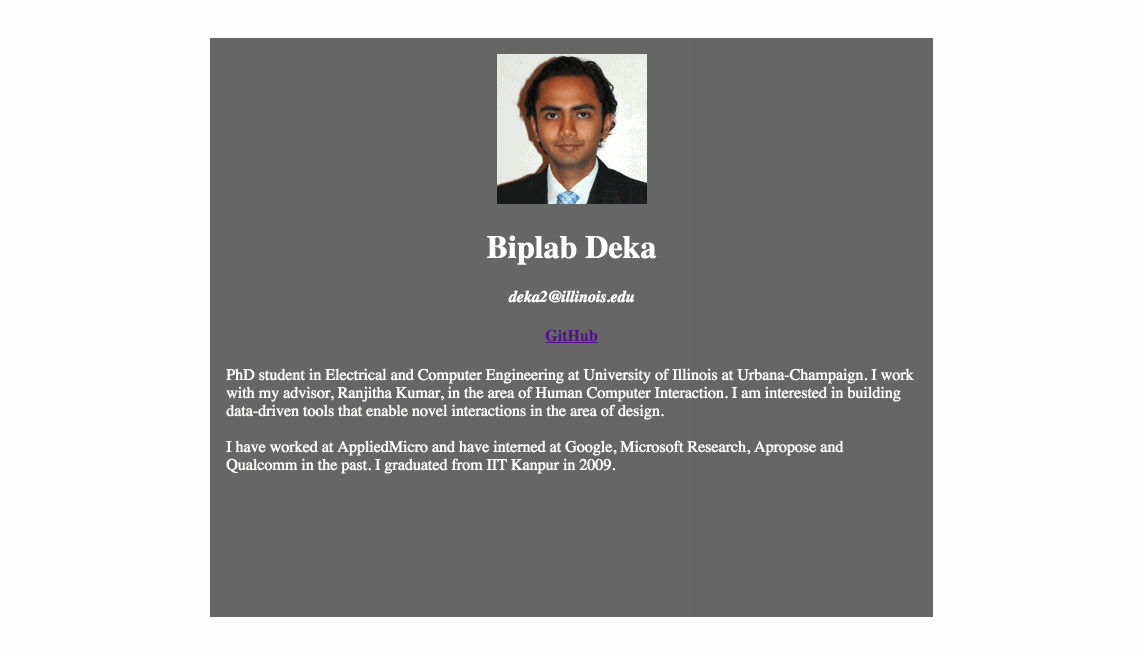 Biplab Deka
deka2@illinois.edu
GitHub
PhD student in Electrical and Computer Engineering at University of Illinois at Urbana-Champaign. I work
with my advisor, Ranjitha Kumar, in the area of Human Computer Interaction. I am interested in building
data-driven tools that enable novel interactions in the area of design.
I have worked at AppliedMicro and have interned at Google, Microsoft Research, Apropose and
Qualcomm in the past. I graduated from IIT Kanpur in 2009.